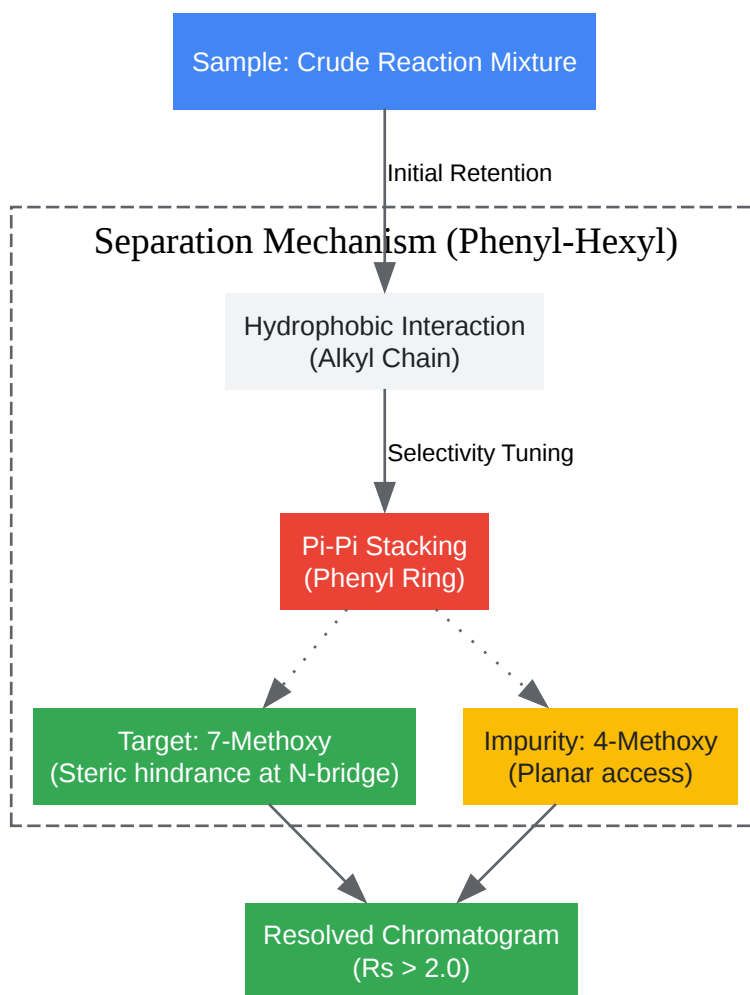 Sample: Crude Reaction Mixture
Initial Retention
Separation Mechanism (Phenyl-Hexyl)
Hydrophobic Interaction
(Alkyl Chain)
Selectivity Tuning
Pi-Pi Stacking
(Phenyl Ring)
Target: 7-Methoxy
(Steric hindrance at N-bridge)
Impurity: 4-Methoxy
(Planar access)
Resolved Chromatogram
(Rs > 2.0)